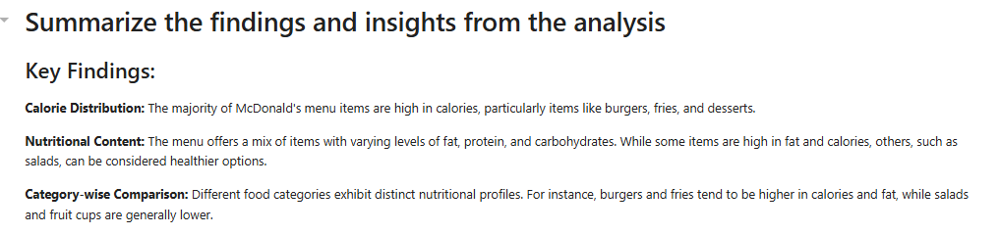 Summarize the findings and insights from the analysis
Key Findings:
Calorie Distribution: The majority of McDonald's menu items are high in calories, particularly items like burgers, fries, and desserts.
Nutritional Content: The menu offers a mix of items with varying levels of fat, protein, and carbohydrates. While some items are high in fat and calories, others, such as
salads, can be considered healthier options.
Category-wise Comparison: Different food categories exhibit distinct nutritional profiles. For instance, burgers and fries tend to be higher in calories and fat, while salads
and fruit cups are generally lower.